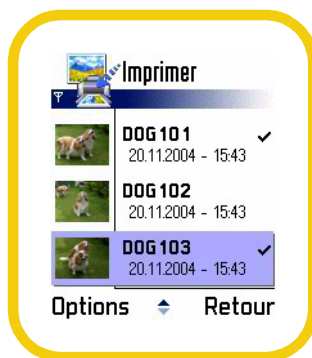 Imprimer
DOG101
20.11.2004 - 15:43
DOG102
20.11.2004 - 15:43
DOG103
20.11.2004 - 15:43
Options Retour